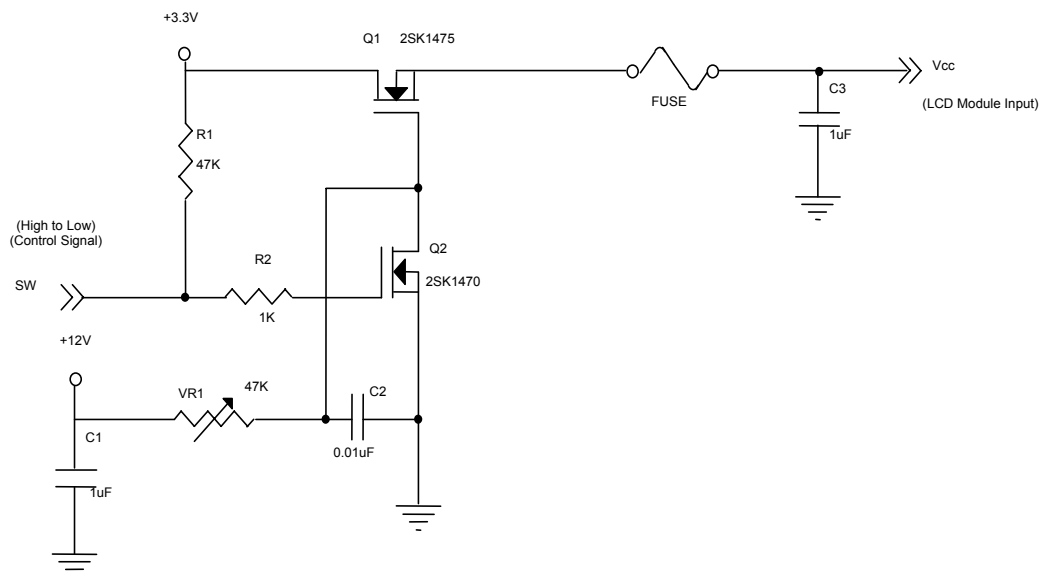 +3.3V
Q1 2SK1475
Vcc
FUSE
C3
(LCD Module Input)
1uF
R1
47K
(High to Low)
(Control Signal)
Q2
R2
SW
2SK1470
1K
+12V
VR1
47K
C2
C1
0.01uF
1uF